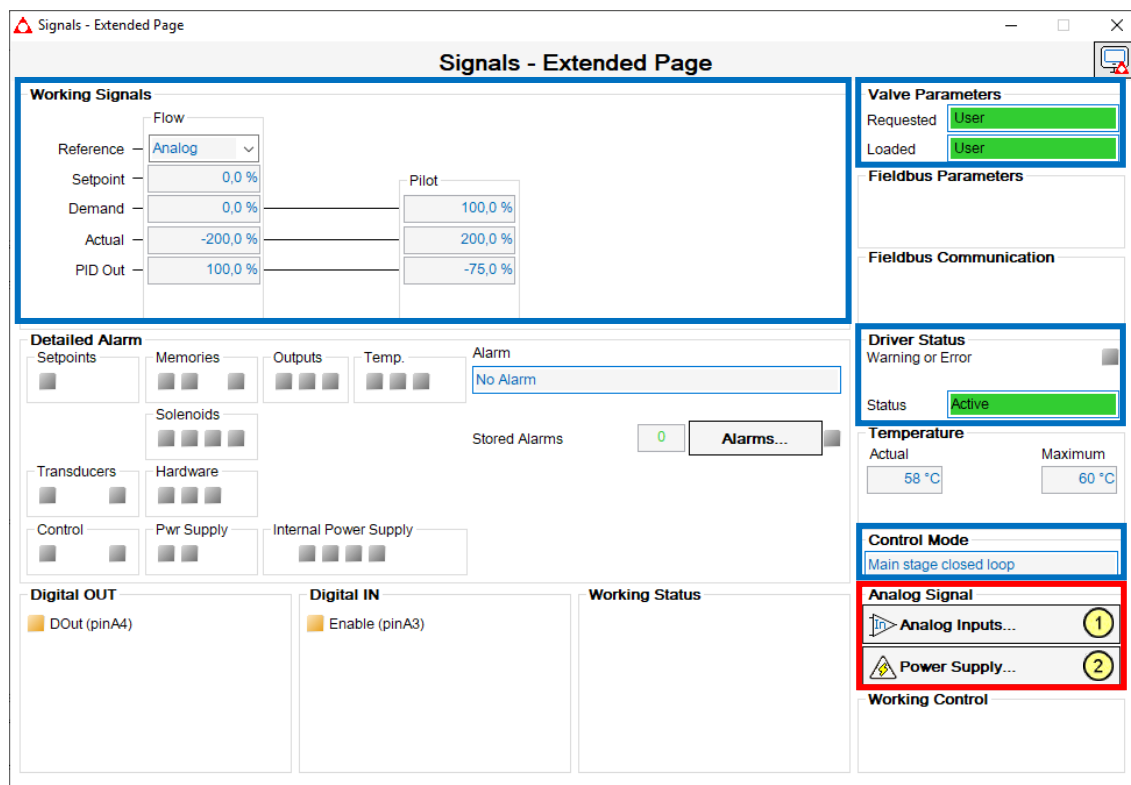 Signals - Extended Page
Signals - Extended Page
Working Signals
Flow
Reference
Analog
Setpoint
0,0 %
Pilot
Demand
0,0 %
100,0 %
Actual
-200,0 %
200,0 %
PID Out
100,0 %
-75,0 %
Valve Parameters
Requested
User
Loaded
User
Fieldbus Parameters
Fieldbus Communication
Detailed Alarm
Setpoints
Memories
Outputs
Temp.
Alarm
No Alarm
Solenoids
Stored Alarms
0
Alarms...
Transducers
Hardware
Control
Pwr Supply
Internal Power Supply
Driver Status
Warning or Error
Status
Active
Temperature
Actual
Maximum
58 °C
60 °C
Control Mode
Main stage closed loop
Digital OUT
DOut (pinA4)
Digital IN
Enable (pinA3)
Working Status
Analog Signal
In
Analog Inputs...
1
Power Supply...
2
Working Control